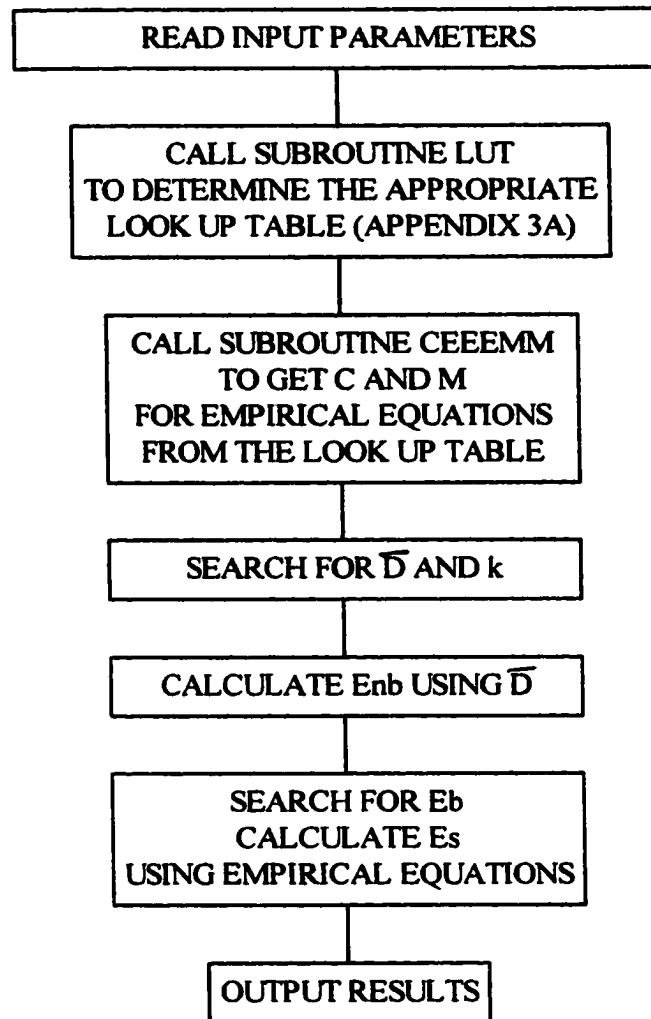 READ INPUT PARAMETERS
CALL SUBROUTINE LUT
TO DETERMINE THE APPROPRIATE
LOOK UP TABLE (APPENDIX 3A)
CALL SUBROUTINE CEEEMM
TO GET C AND M
FOR EMPIRICAL EQUATIONS
FROM THE LOOK UP TABLE
SEARCH FOR D̅ AND k
CALCULATE Enb USING D̅
SEARCH FOR Eb
CALCULATE Es
USING EMPIRICAL EQUATIONS
OUTPUT RESULTS